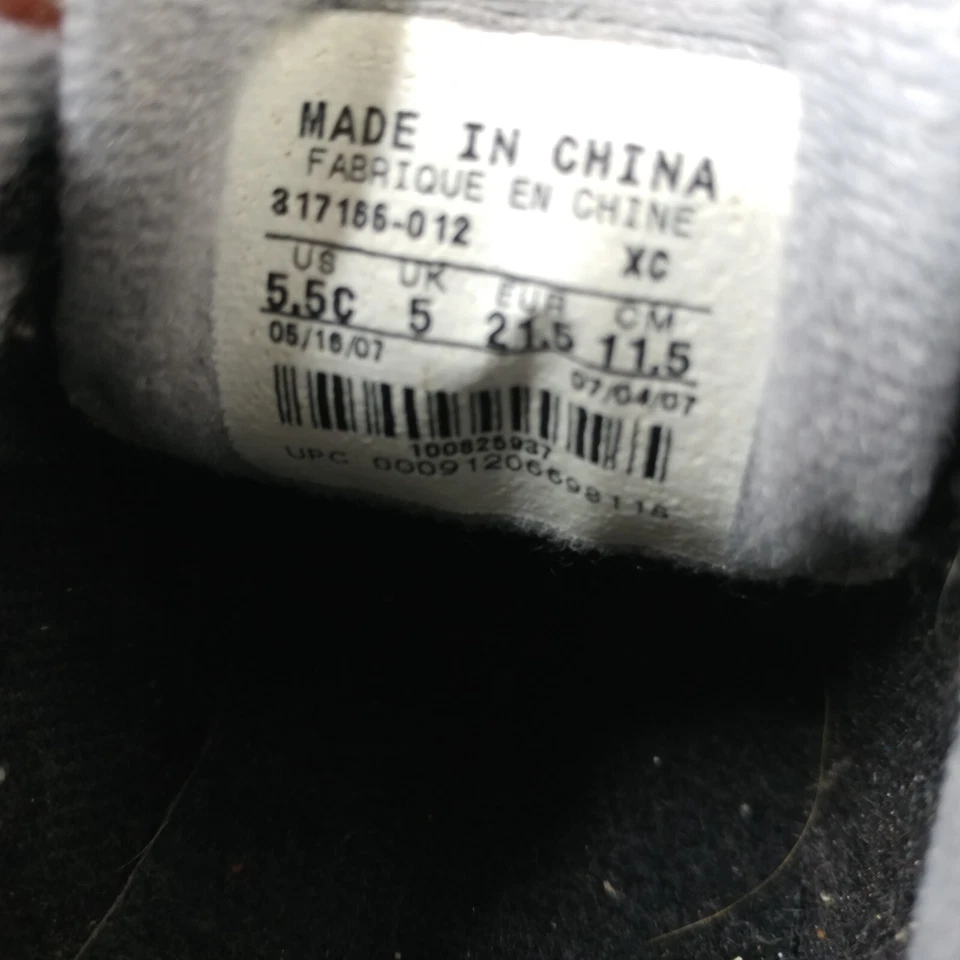 MADE IN CHINA
FABRIQUE EN CHINE
317166-012 XC
US UK EUR CM
5.5C 5 21.5 11.5
05/16/07 07/04/07
100825937
UPC 00091206698116